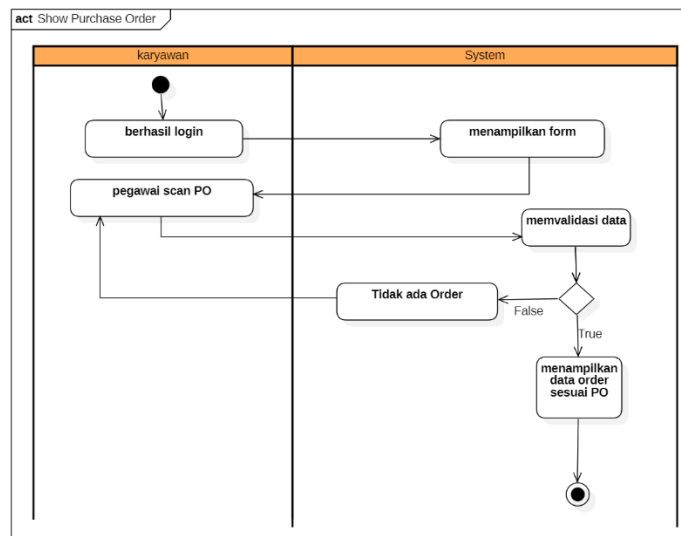 act Show Purchase Order
karyawan
System
berhasil login
menampilkan form
pegawai scan PO
memvalidasi data
Tidak ada Order
False
True
menampilkan
data order
sesuai PO